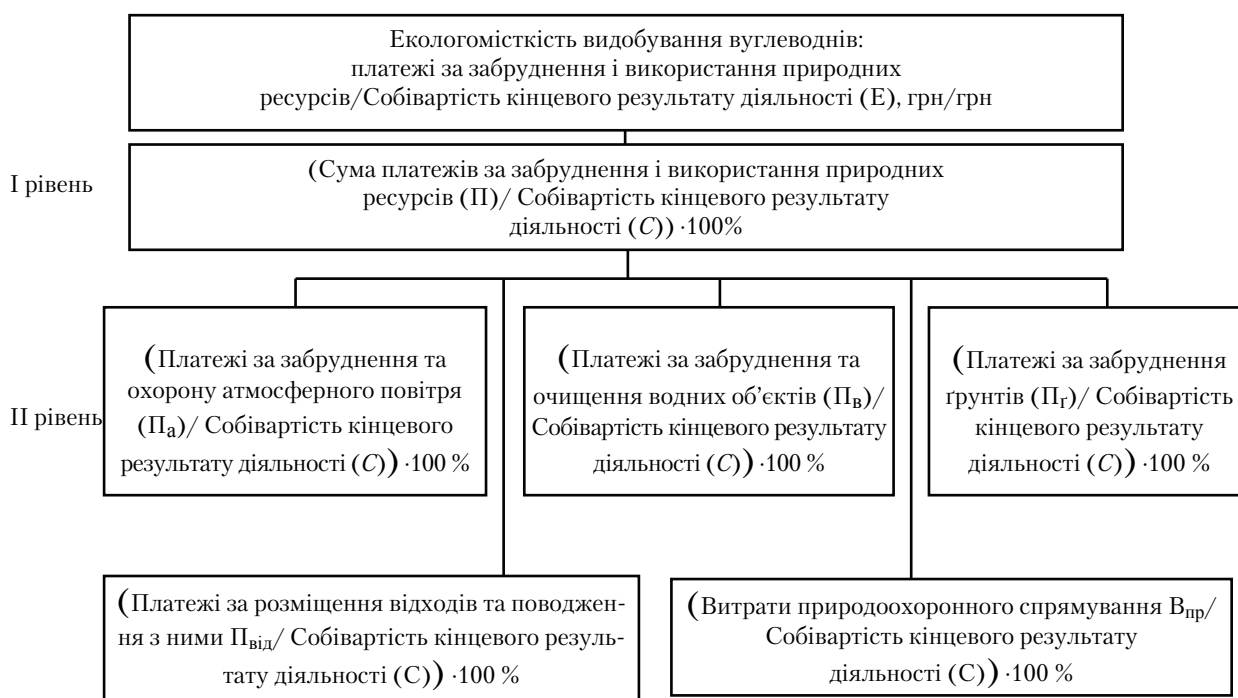 Екологомісткість видобування вуглеводнів:
платежі за забруднення і використання природних
ресурсів/Собівартість кінцевого результату діяльності (Е), грн/грн
І рівень
(Сума платежів за забруднення і використання природних
ресурсів (П)/ Собівартість кінцевого результату
діяльності (С)) ·100%
ІІ рівень
(Платежі за забруднення та
охорону атмосферного повітря
(Па)/ Собівартість кінцевого
результату діяльності (С)) ·100 %
(Платежі за забруднення та
очищення водних об’єктів (Пв)/
Собівартість кінцевого результату
діяльності (С)) ·100 %
(Платежі за забруднення
ґрунтів (Пґ)/ Собівартість
кінцевого результату
діяльності (С)) ·100 %
(Платежі за розміщення відходів та поводжен-
ня з ними Пвід/ Собівартість кінцевого резуль-
тату діяльності (С)) ·100 %
(Витрати природоохоронного спрямування Впр/
Собівартість кінцевого результату
діяльності (С)) ·100 %